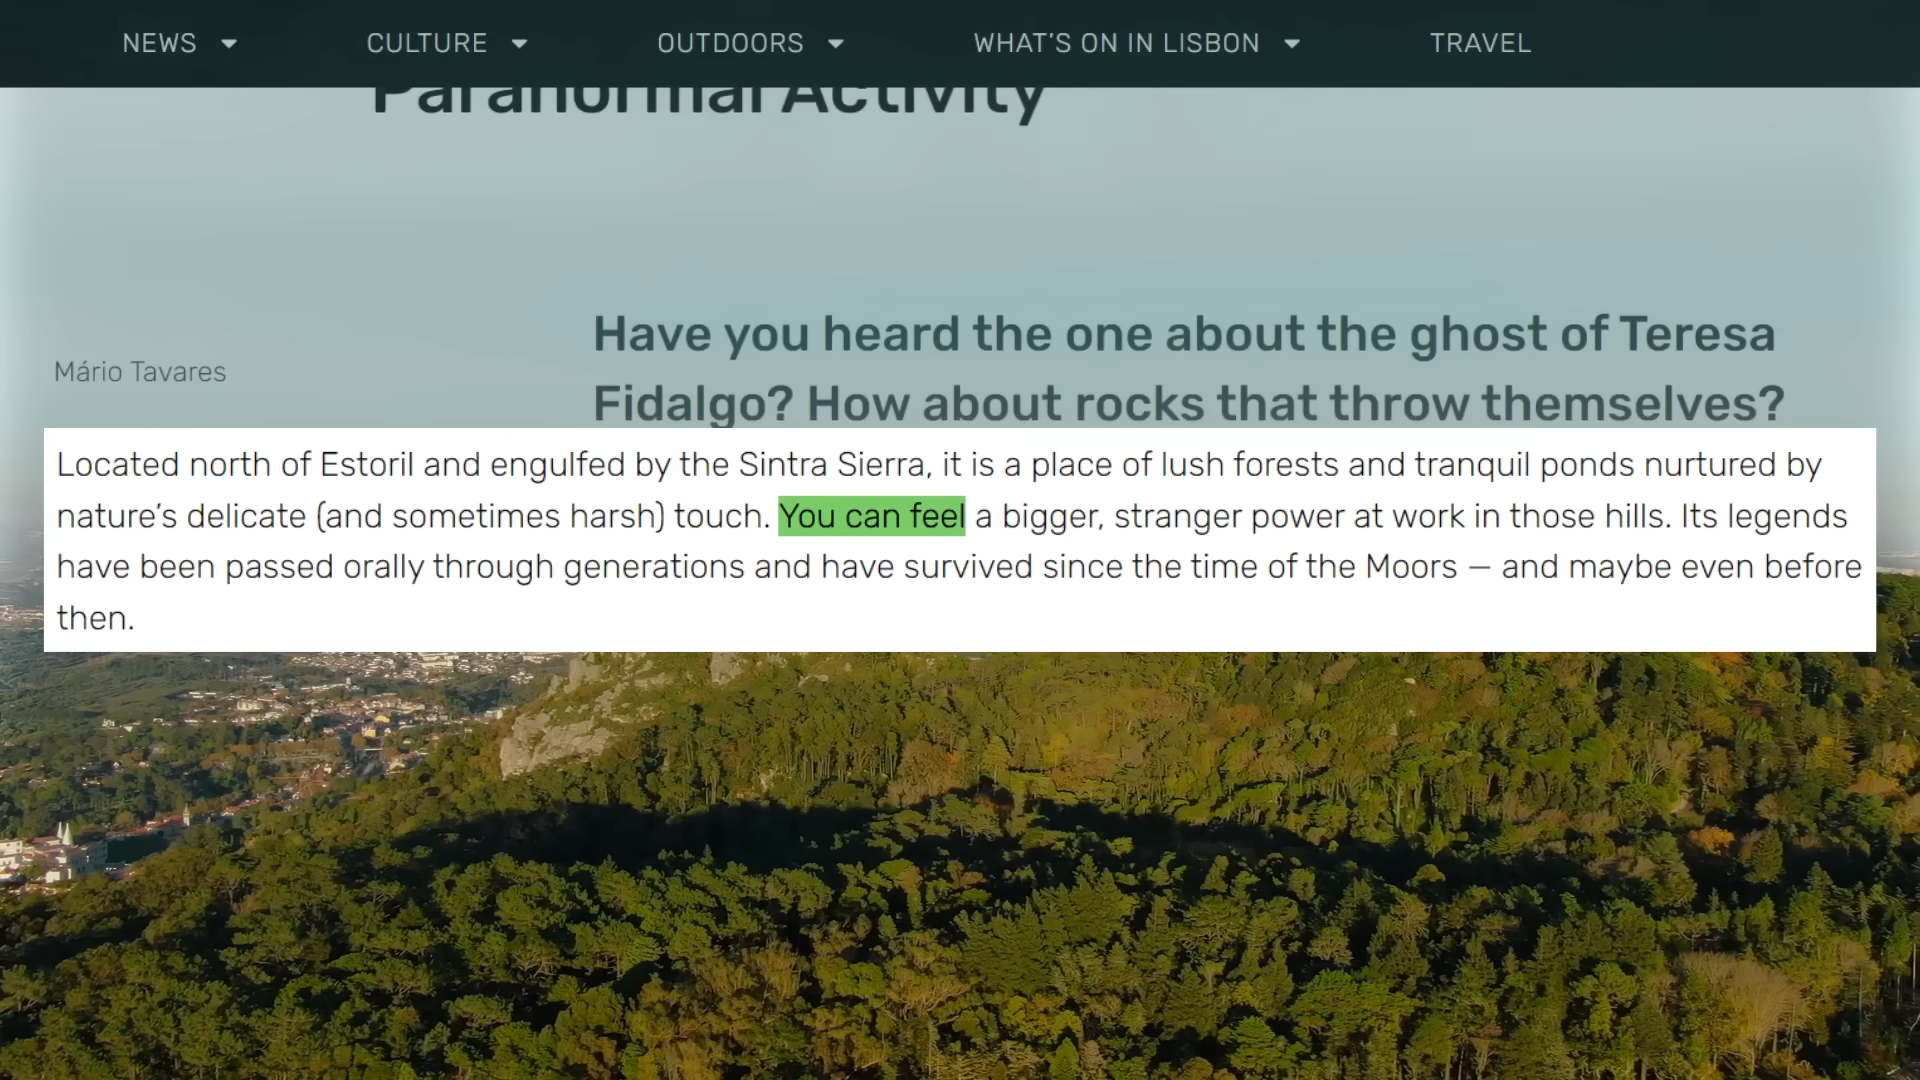 NEWS CULTURE OUTDOORS WHAT'S ON IN LISBON TRAVEL
Paranormal Activity
Have you heard the one about the ghost of Teresa
Mário Tavares
Fidalgo? How about rocks that throw themselves?
Located north of Estoril and engulfed by the Sintra Sierra, it is a place of lush forests and tranquil ponds nurtured by
nature's delicate (and sometimes harsh) touch. You can feel a bigger, stranger power at work in those hills. Its legends
have been passed orally through generations and have survived since the time of the Moors – and maybe even before
then.